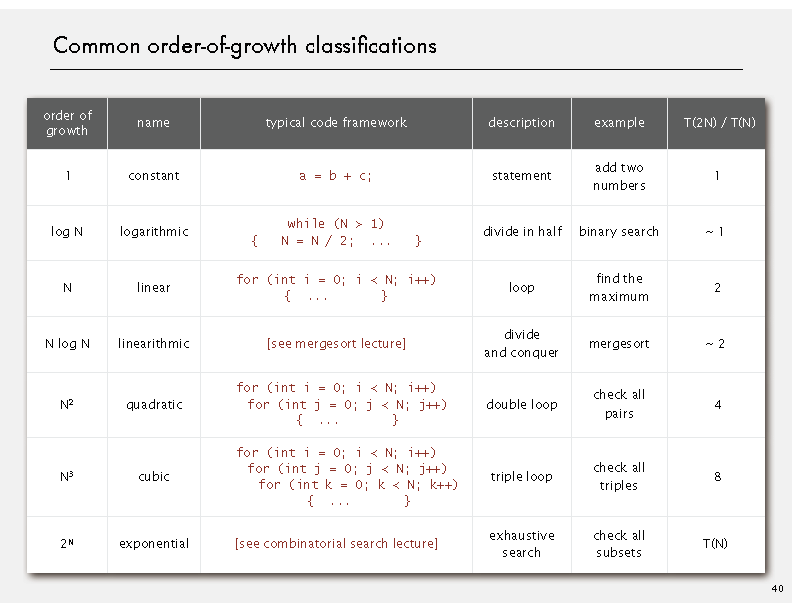 Common order-of-growth classifications
order of
growth
name
typical code framework
description
example
T(2N) / T(N)
1
constant
a = b + c;
statement
add two
numbers
1
log N
logarithmic
while (N > 1)
{ N = N / 2; ... }
divide in half
binary search
~ 1
N
linear
for (int i = 0; i < N; i++)
{ ... }
loop
find the
maximum
2
N log N
linearithmic
[see mergesort lecture]
divide
and conquer
mergesort
~ 2
N²
quadratic
for (int i = 0; i < N; i++)
for (int j = 0; j < N; j++)
{ ... }
double loop
check all
pairs
4
N³
cubic
for (int i = 0; i < N; i++)
for (int j = 0; j < N; j++)
for (int k = 0; k < N; k++)
{ ... }
triple loop
check all
triples
8
2ᴺ
exponential
[see combinatorial search lecture]
exhaustive
search
check all
subsets
T(N)
40